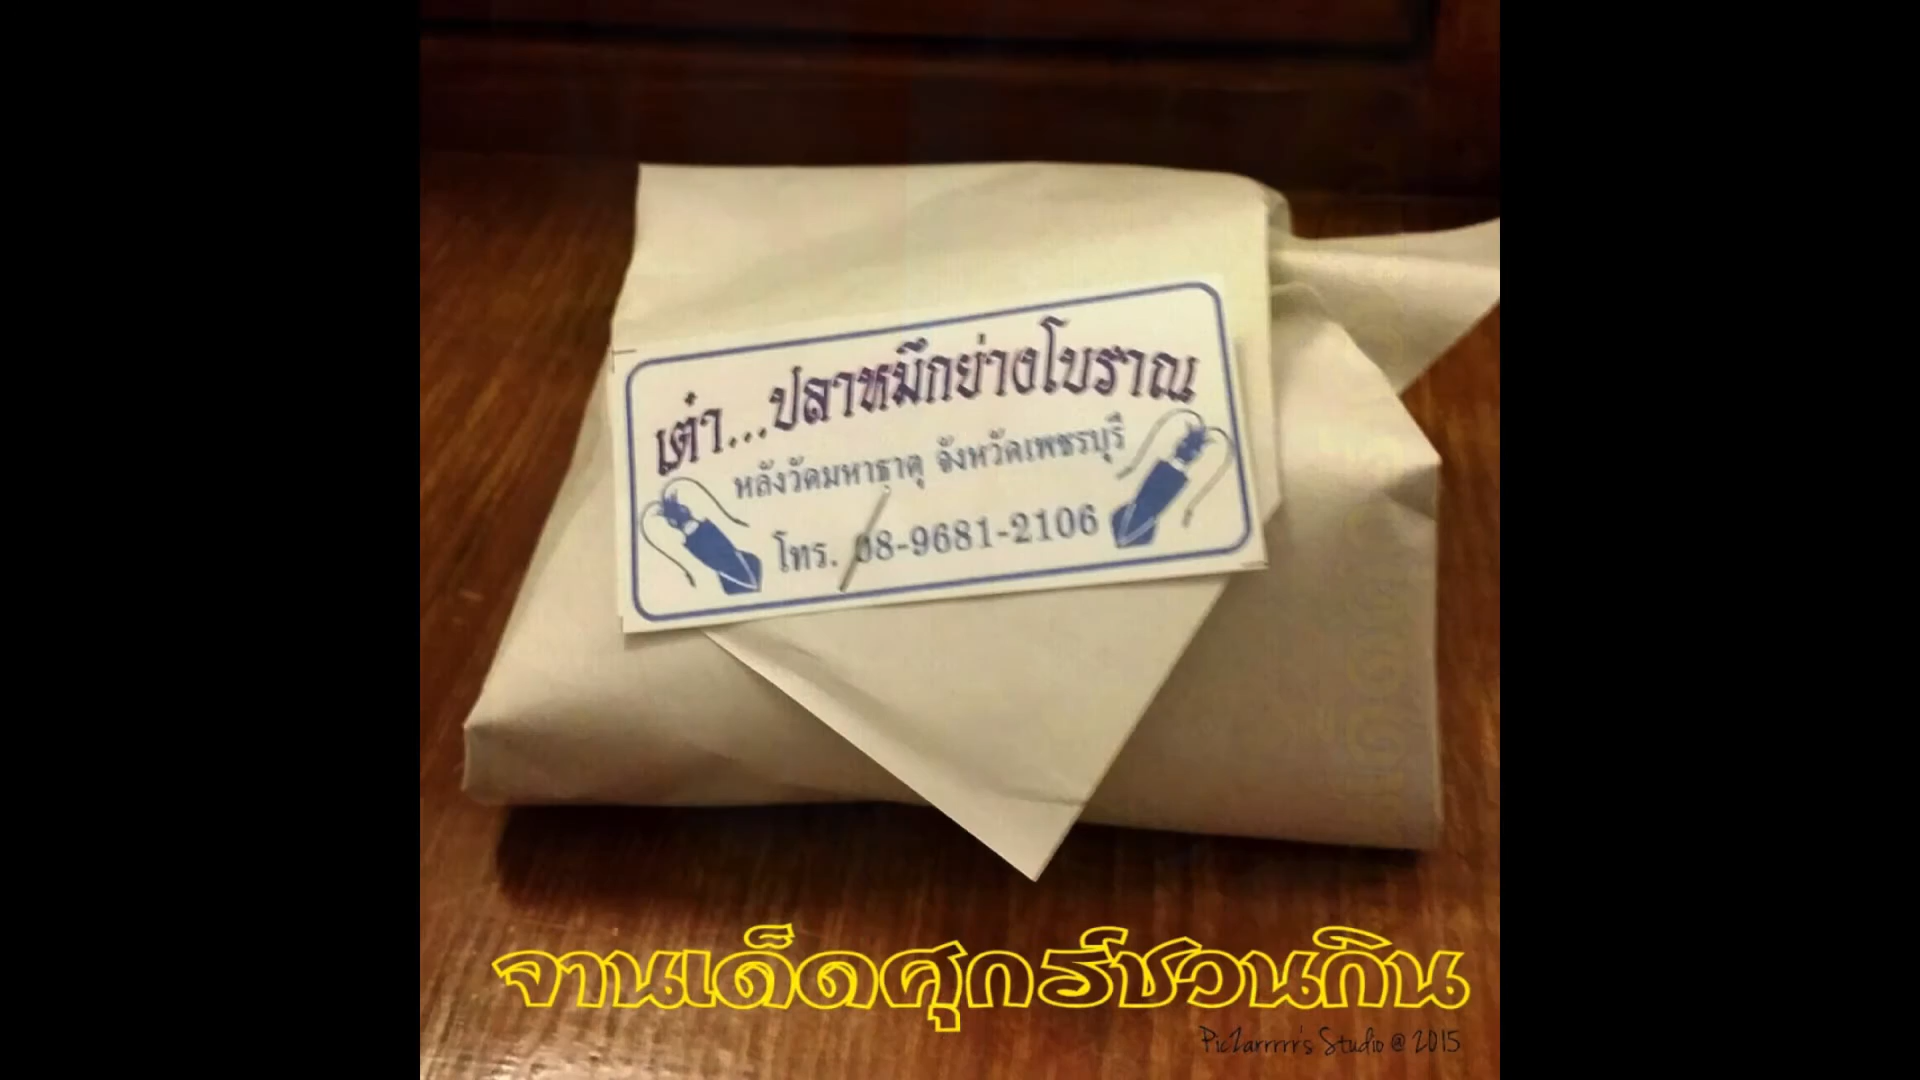 เต๋า...ปลาหมึกย่างโบราณ
หลังวัดมหาธาตุ จังหวัดเพชรบุรี
โทร. 08-9681-2106
จานเด็ดศุกร์ชวนกิน
PicZarrrrr's Studio @ 2015